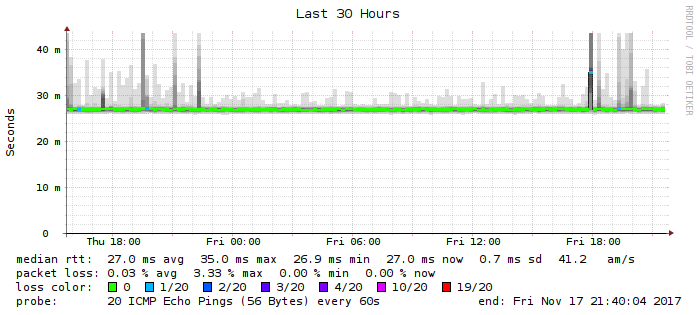 Last 30 Hours
RRDTOOL / TOBI OETIKER
Seconds
40 m
30 m
20 m
10 m
0
Thu 18:00 Fri 00:00 Fri 06:00 Fri 12:00 Fri 18:00
median rtt: 27.0 ms avg 35.0 ms max 26.9 ms min 27.0 ms now 0.7 ms sd 41.2 am/s
packet loss: 0.03 % avg 3.33 % max 0.00 % min 0.00 % now
loss color: 0 1/20 2/20 3/20 4/20 10/20 19/20
probe: 20 ICMP Echo Pings (56 Bytes) every 60s end: Fri Nov 17 21:40:04 2017